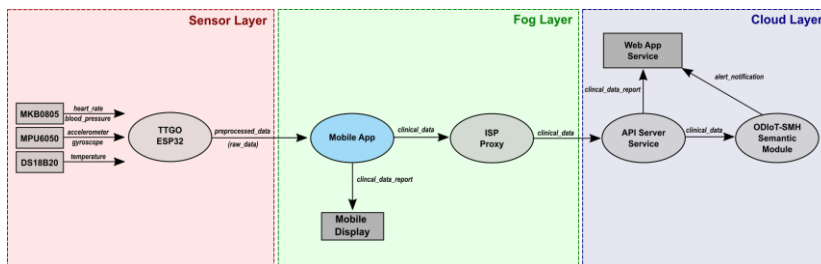 Sensor Layer
Fog Layer
Cloud Layer
MKB0805
heart_rate
blood_pressure
MPU6050
accelerometer
gyroscope
DS18B20
temperature
TTGO
ESP32
preprocessed_data
(raw_data)
Mobile App
clinical_data
clincal_data_report
Mobile
Display
ISP
Proxy
clinical_data
Web App
Service
clincal_data_report
alert_notification
API Server
Service
clinical_data
ODIoT-SMH
Semantic
Module